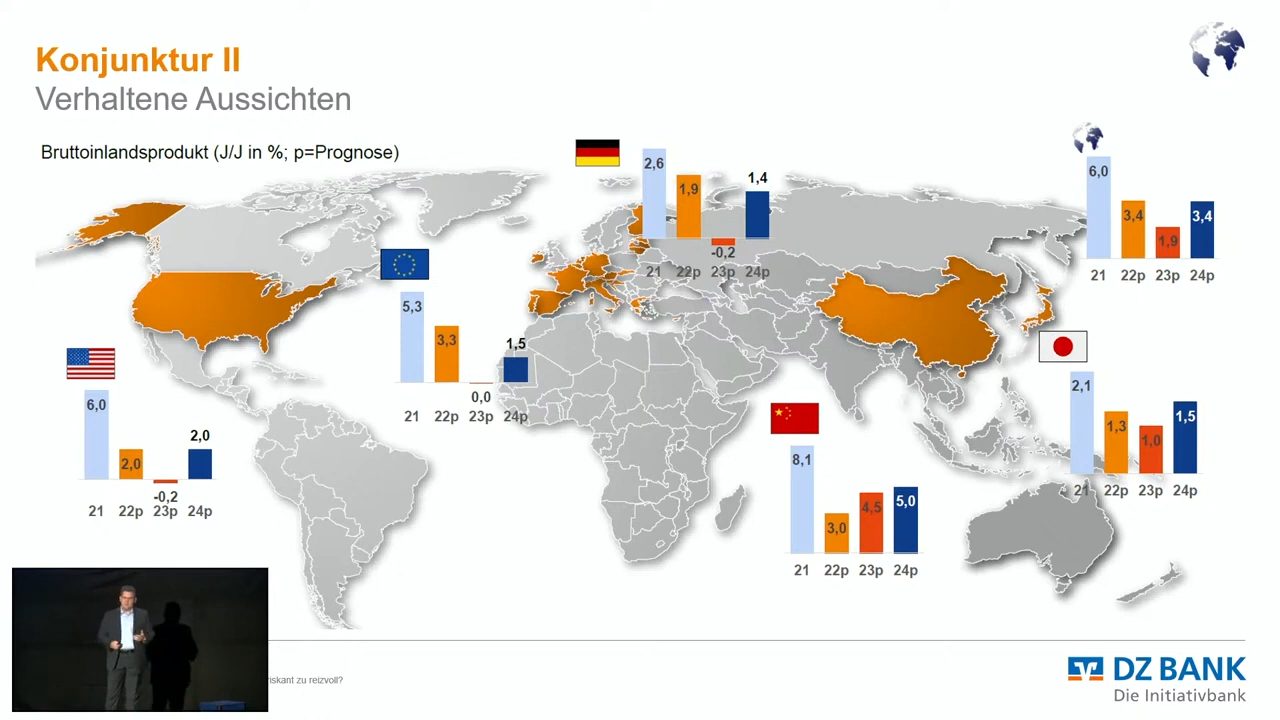 Konjunktur II
Verhaltene Aussichten
Bruttoinlandsprodukt (J/J in %; p=Prognose)
2,6
1,9
-0,2
1,4
21 22p 23p 24p
6,0
3,4
1,9
3,4
21 22p 23p 24p
5,3
3,3
0,0
1,5
21 22p 23p 24p
6,0
2,0
-0,2
2,0
21 22p 23p 24p
2,1
1,3
1,0
1,5
21 22p 23p 24p
8,1
3,0
4,5
5,0
21 22p 23p 24p
zu reizvoll?
DZ BANK
Die Initiativbank